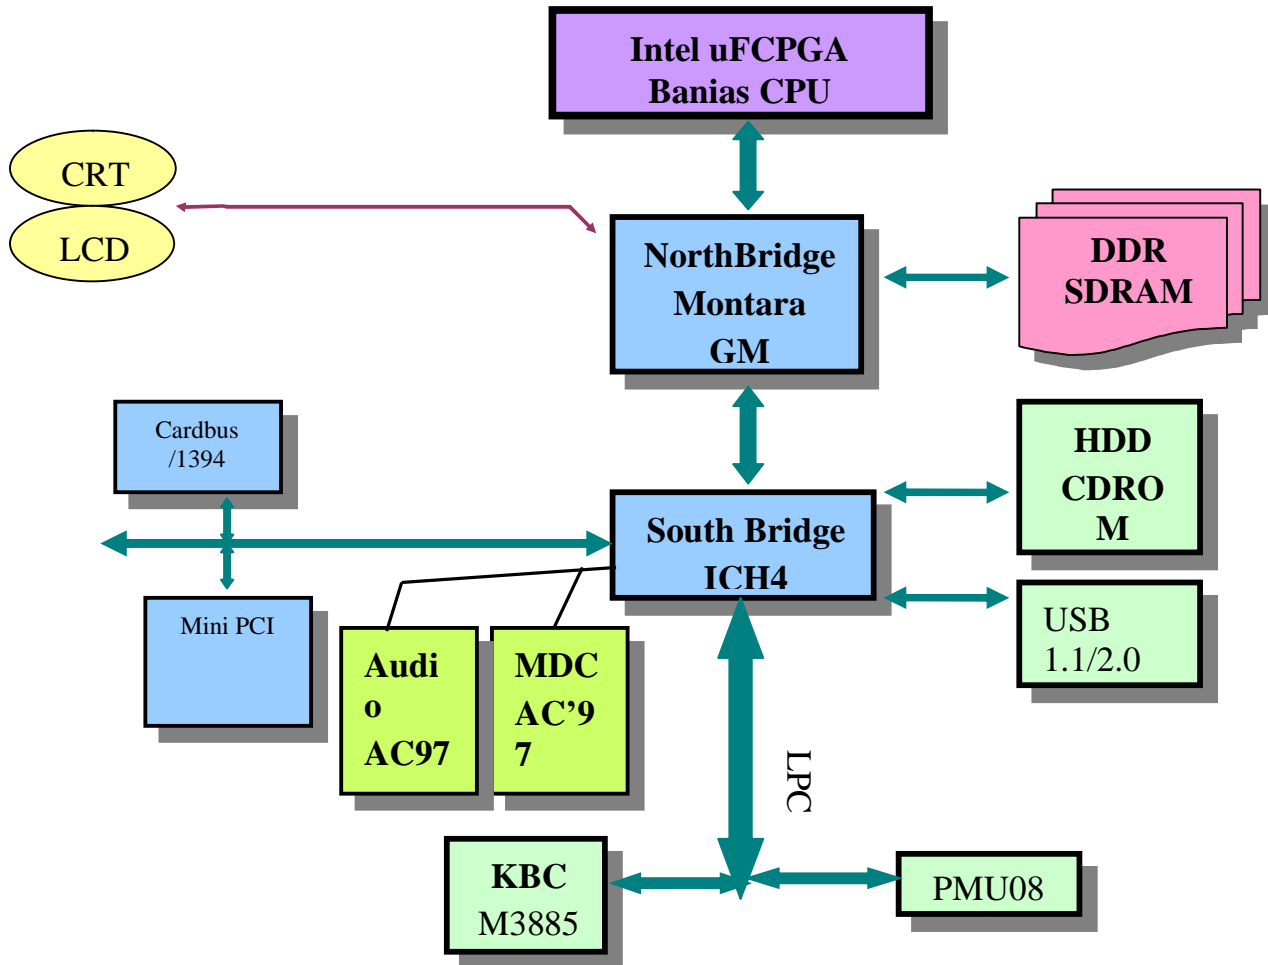 Intel uFCPGA
Banias CPU
CRT
LCD
NorthBridge
Montara
GM
DDR
SDRAM
Cardbus
/1394
HDD
CDRO
M
South Bridge
ICH4
Mini PCI
USB
1.1/2.0
Audi
o
AC97
MDC
AC’9
7
LPC
KBC
M3885
PMU08